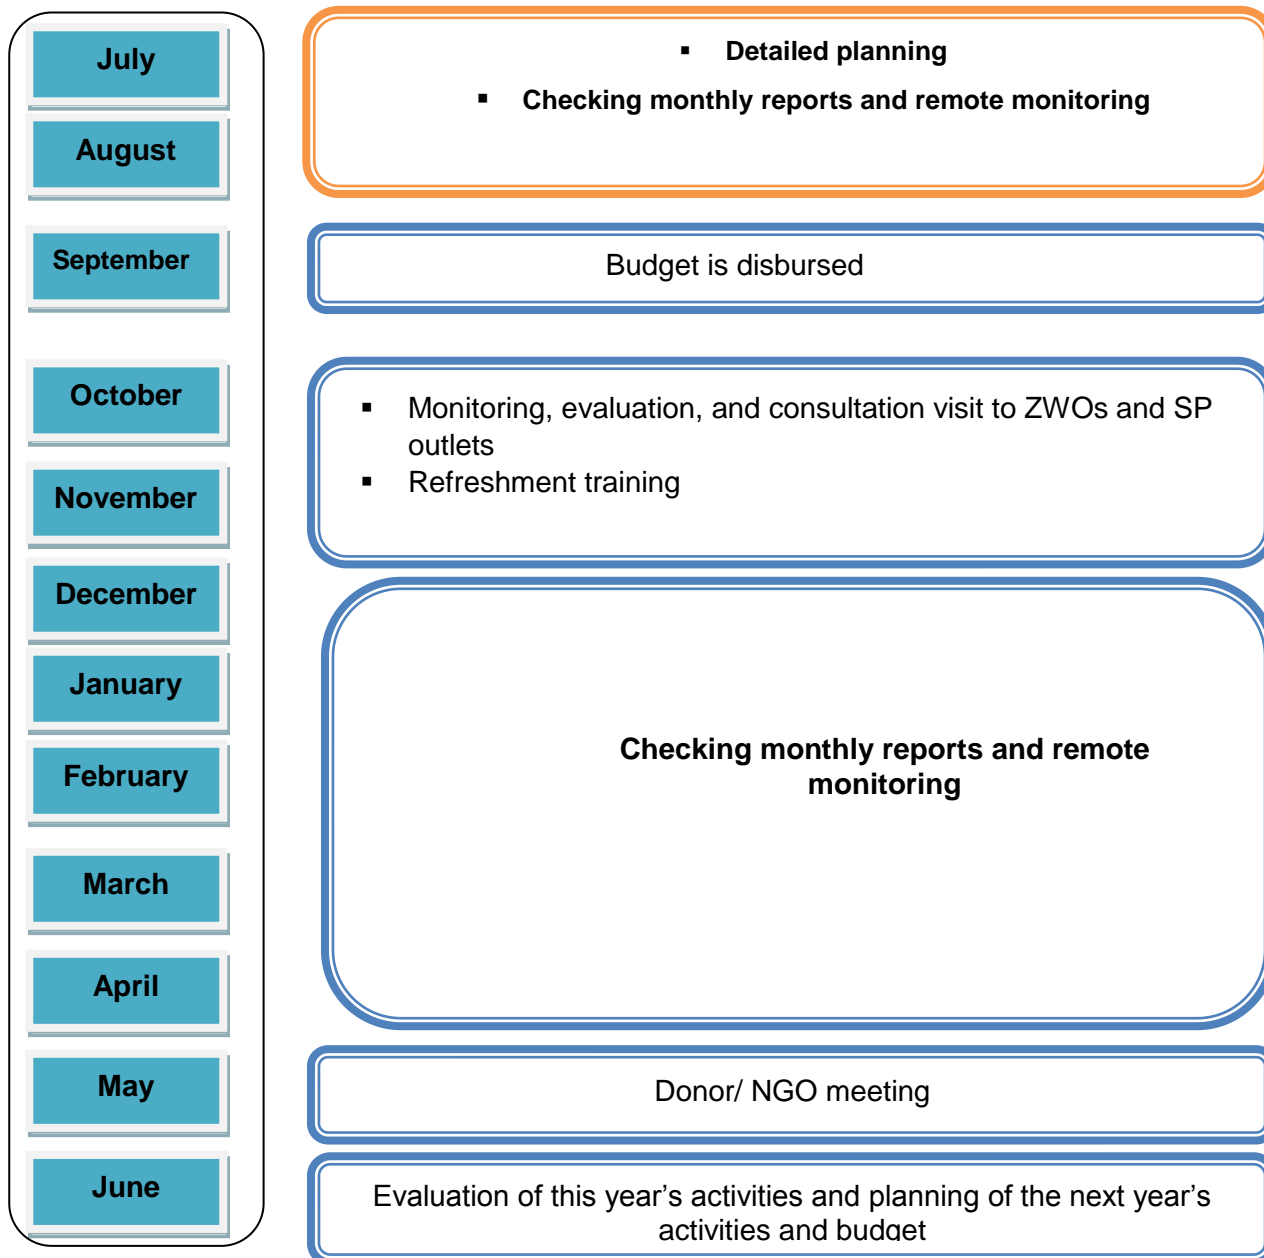 July
▪ Detailed planning
▪ Checking monthly reports and remote monitoring
August
September
Budget is disbursed
October
▪ Monitoring, evaluation, and consultation visit to ZWOs and SP
outlets
▪ Refreshment training
November
December
January
February
Checking monthly reports and remote
monitoring
March
April
May
Donor/ NGO meeting
June
Evaluation of this year’s activities and planning of the next year’s
activities and budget